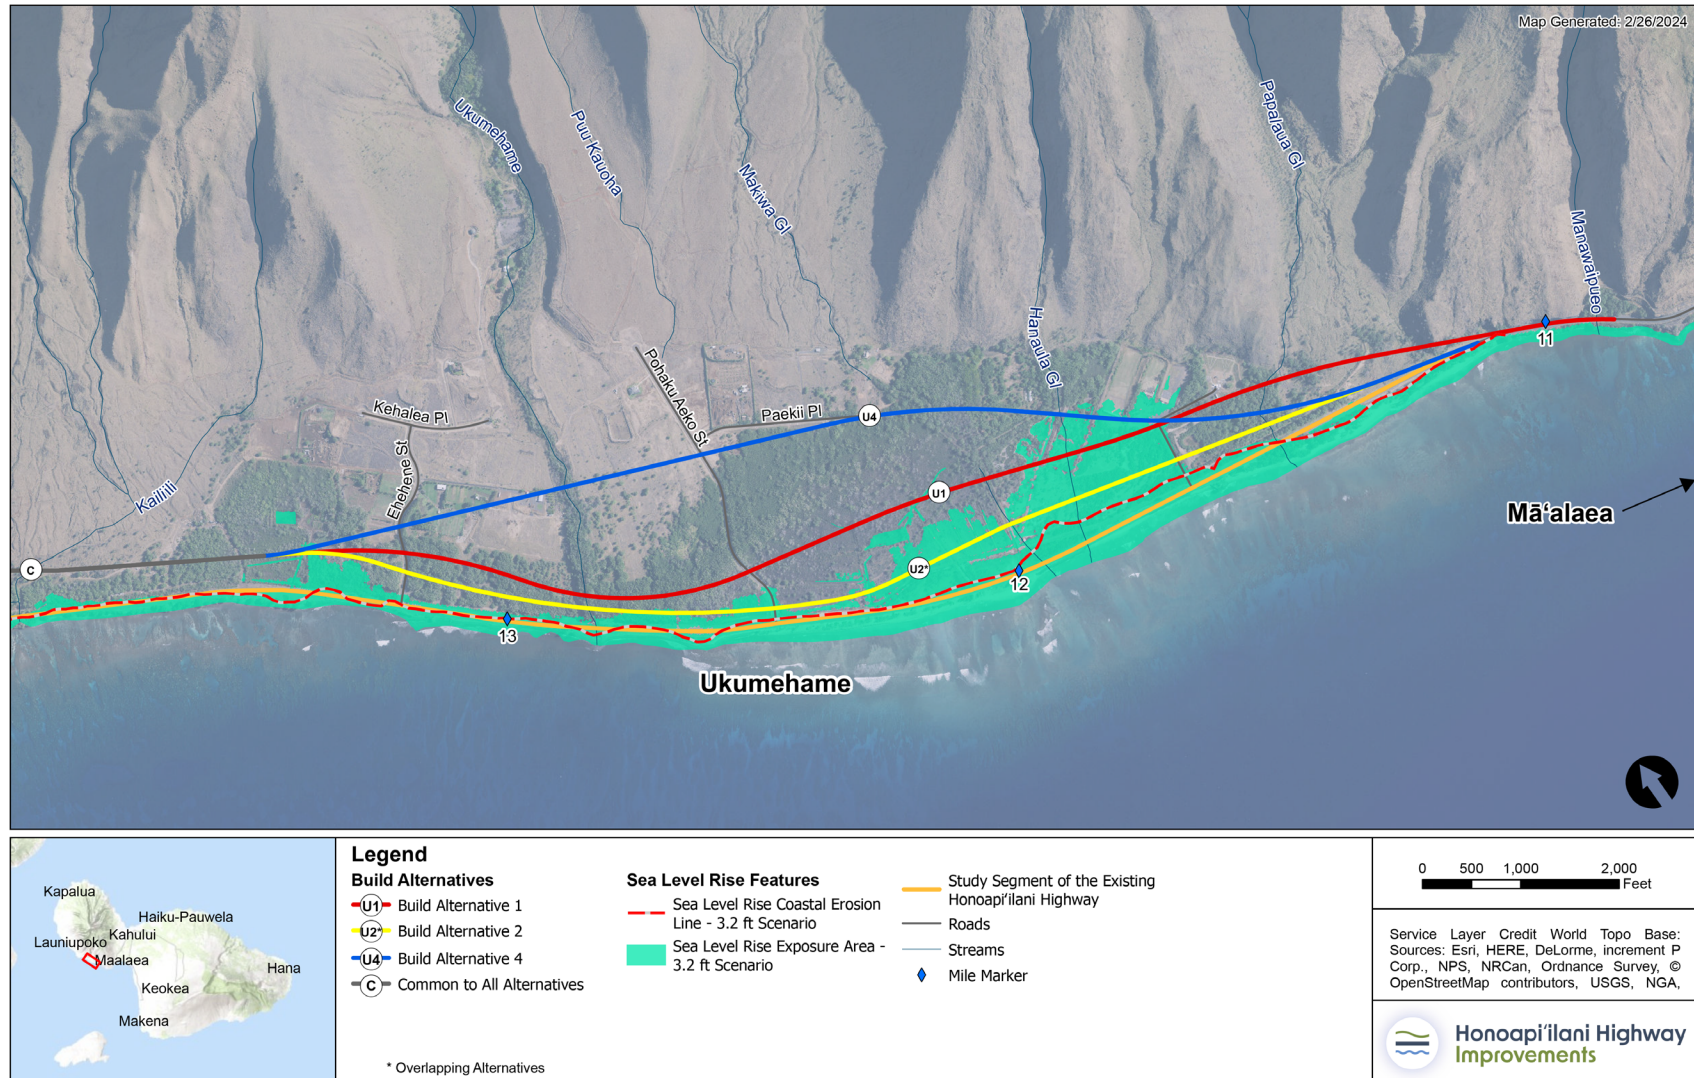 Map Generated: 2/26/2024
Ukumehame
Puu Kauoha
Makiwa Gl
Hanaula Gl
Papalaua Gl
Manawaipueo
Kailiili
Kehalea Pl
Ehehene St
Pohaku Aeko St
Paekii Pl
U4
U1
U2*
C
11
12
13
Māʻalaea
Ukumehame
Kapalua
Haiku-Pauwela
Kahului
Launiupoko
Maalaea
Hana
Keokea
Makena
Legend
Build Alternatives
U1 Build Alternative 1
U2* Build Alternative 2
U4 Build Alternative 4
C Common to All Alternatives
* Overlapping Alternatives
Sea Level Rise Features
Sea Level Rise Coastal Erosion
Line - 3.2 ft Scenario
Sea Level Rise Exposure Area -
3.2 ft Scenario
Study Segment of the Existing
Honoapiʻilani Highway
Roads
Streams
Mile Marker
0 500 1,000 2,000
Feet
Service Layer Credit World Topo Base:
Sources: Esri, HERE, DeLorme, increment P
Corp., NPS, NRCan, Ordnance Survey, ©
OpenStreetMap contributors, USGS, NGA,
Honoapiʻilani Highway
Improvements